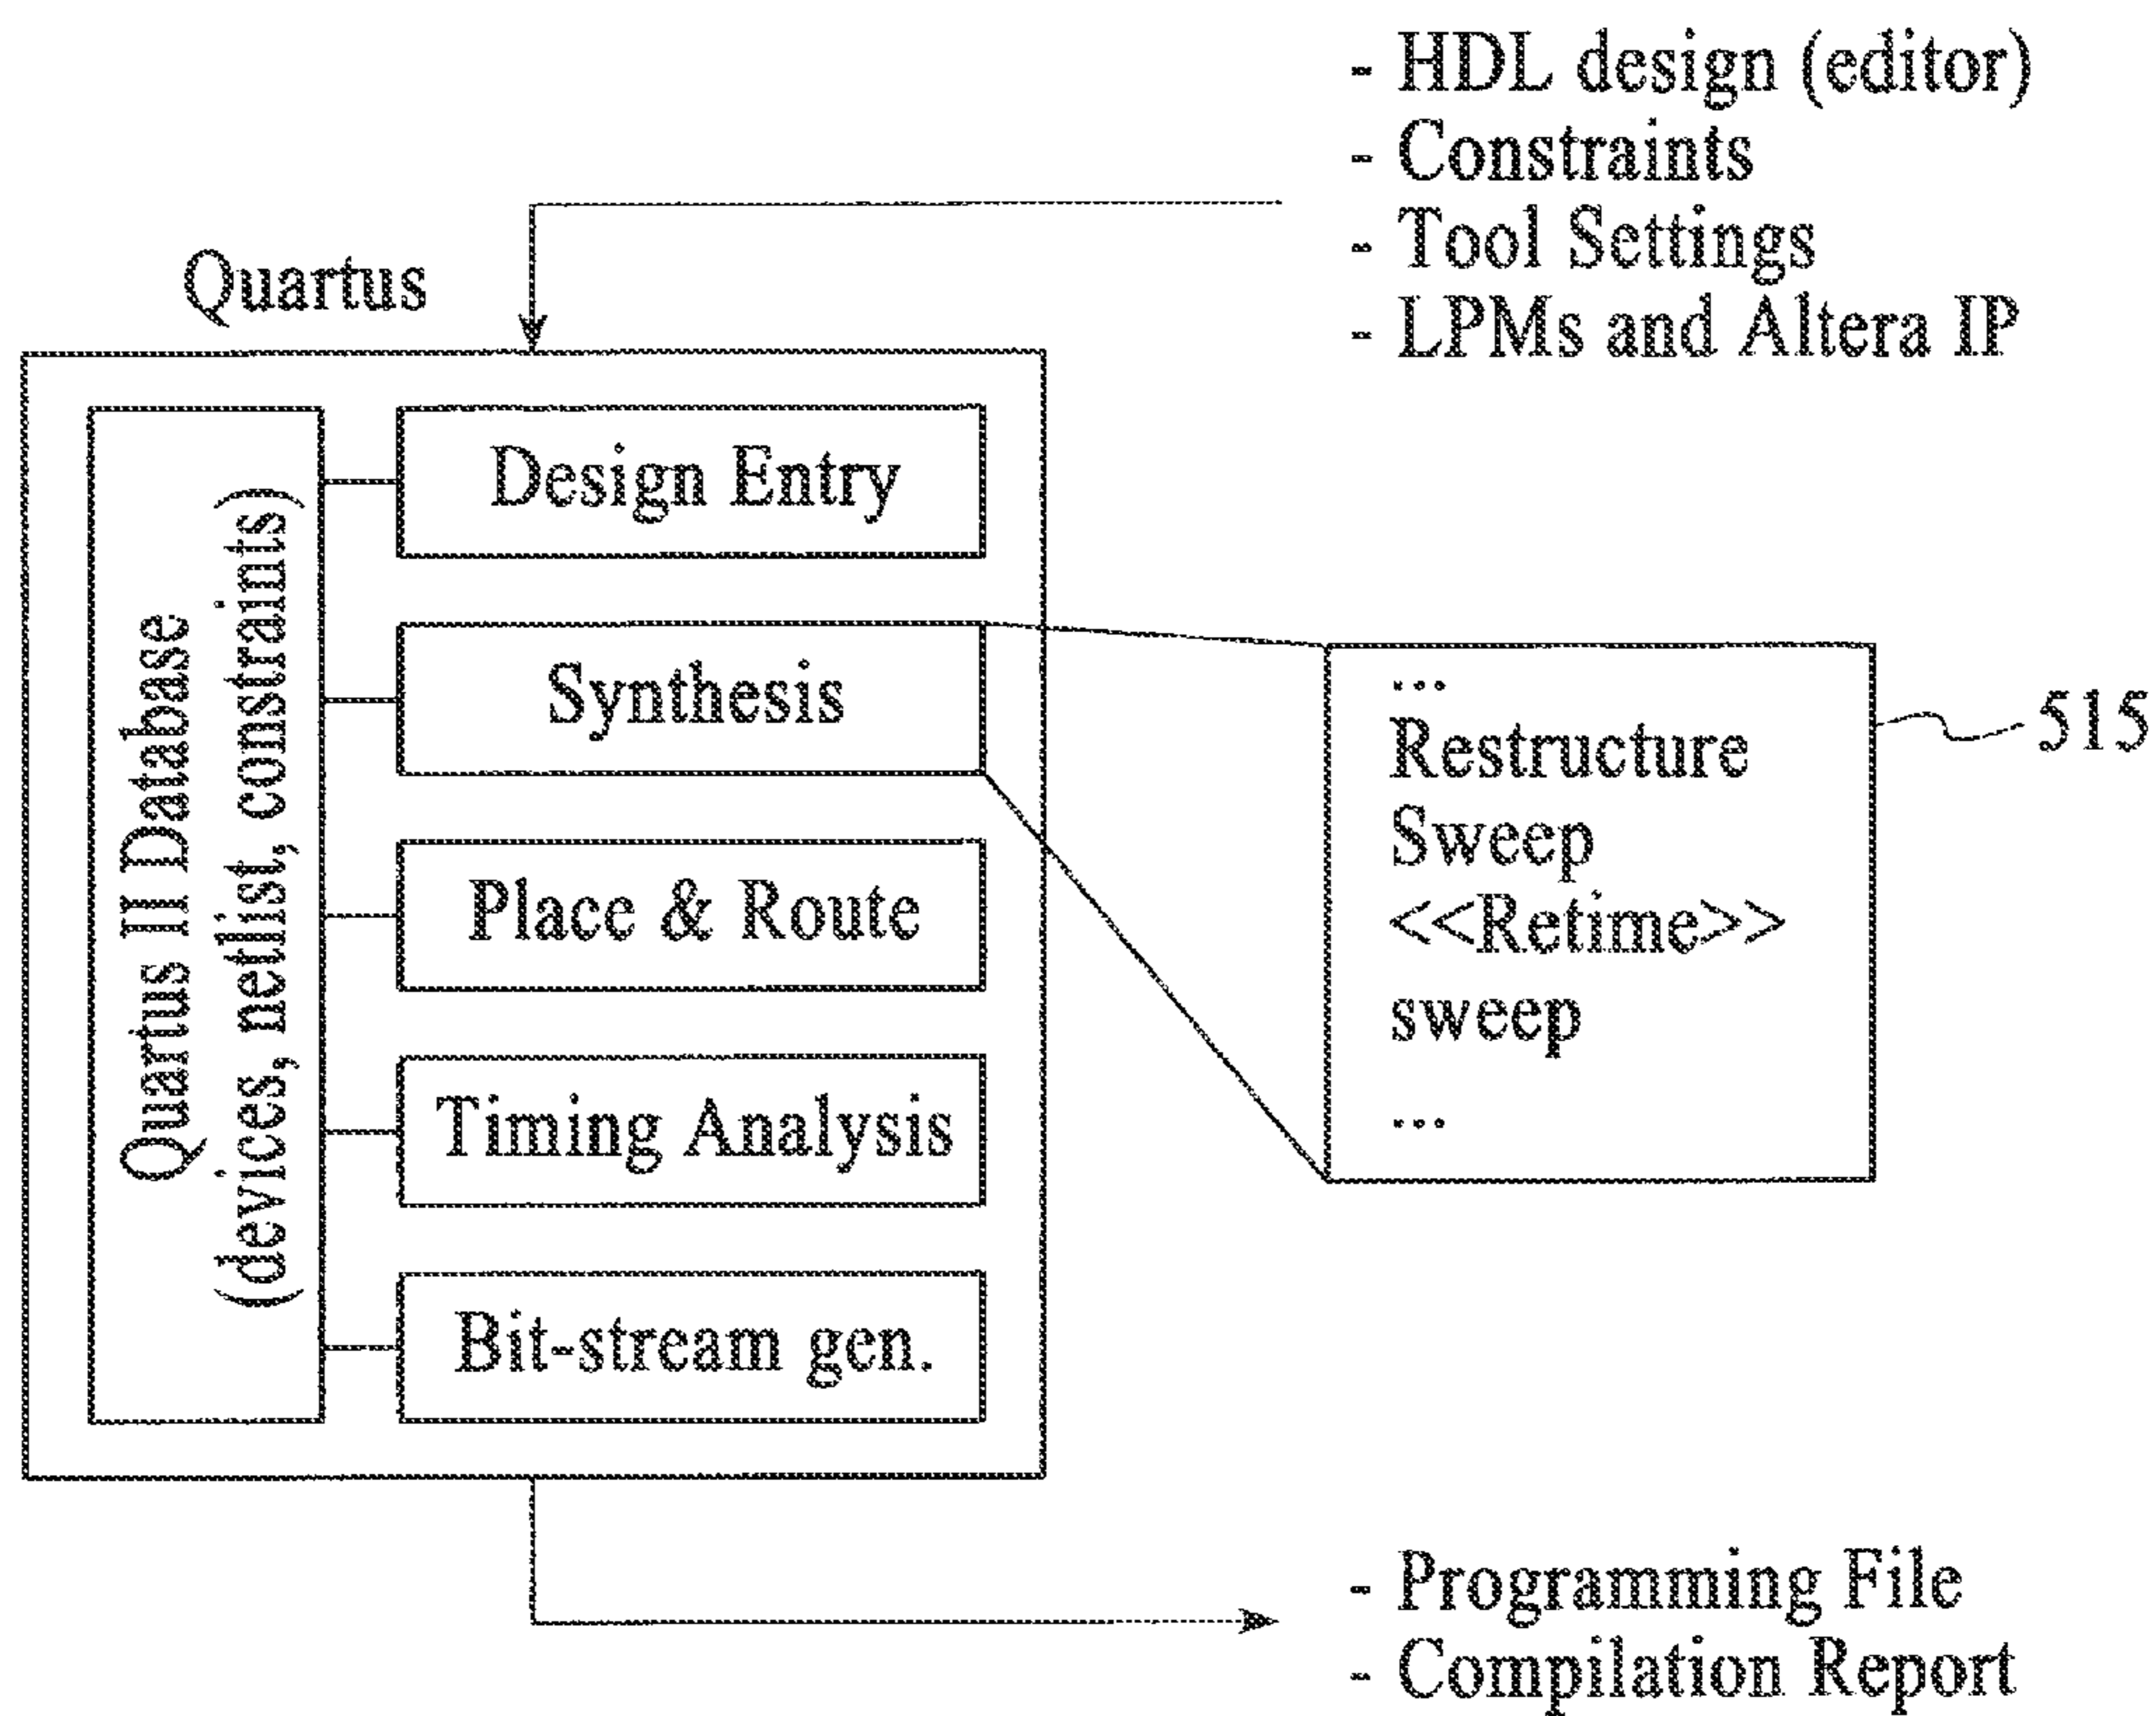 - HDL design (editor)
- Constraints
- Tool Settings
- LPMs and Altera IP
Quartus
Quartus II Database
(devices, netlist, constraints)
Design Entry
Synthesis
Place & Route
Timing Analysis
Bit-stream gen.
...
Restructure
Sweep
<<Retime>>
sweep
...
515
- Programming File
- Compilation Report